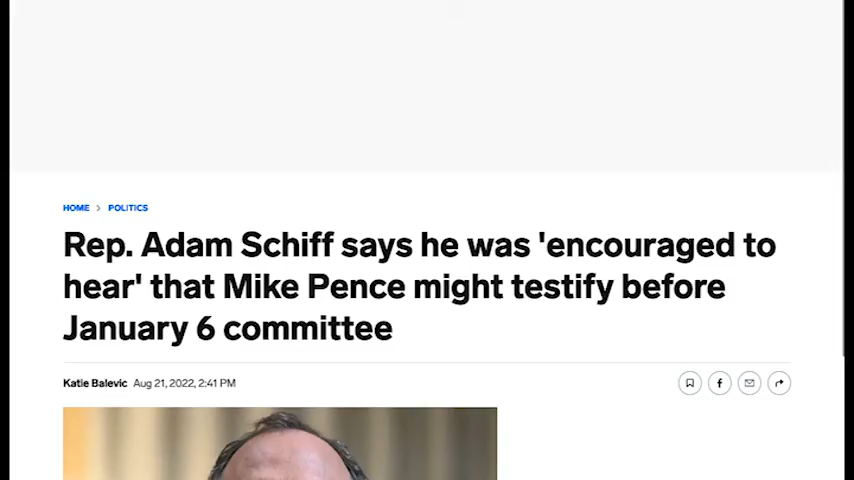 HOME > POLITICS
Rep. Adam Schiff says he was 'encouraged to
hear' that Mike Pence might testify before
January 6 committee
Katie Balevic Aug 21, 2022, 2:41 PM